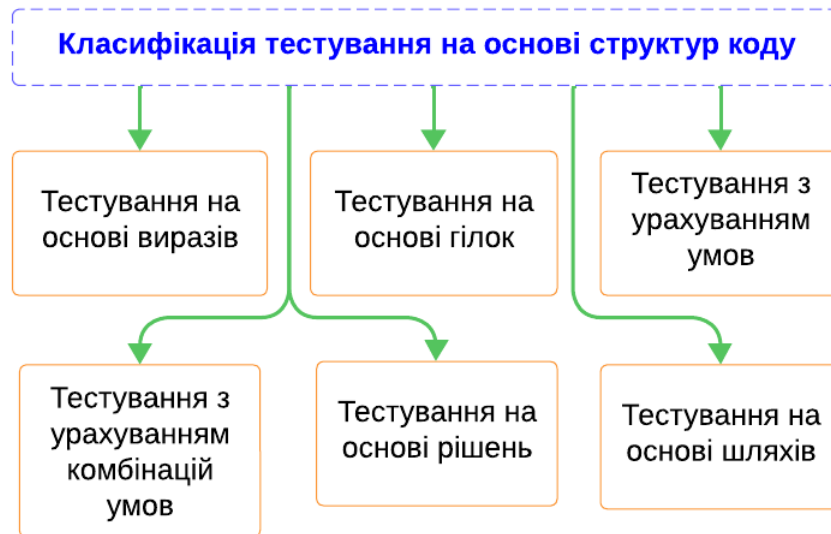 Класифікація тестування на основі структур коду
Тестування на
основі виразів
Тестування на
основі гілок
Тестування з
урахуванням
умов
Тестування з
урахуванням
комбінацій
умов
Тестування на
основі рішень
Тестування на
основі шляхів